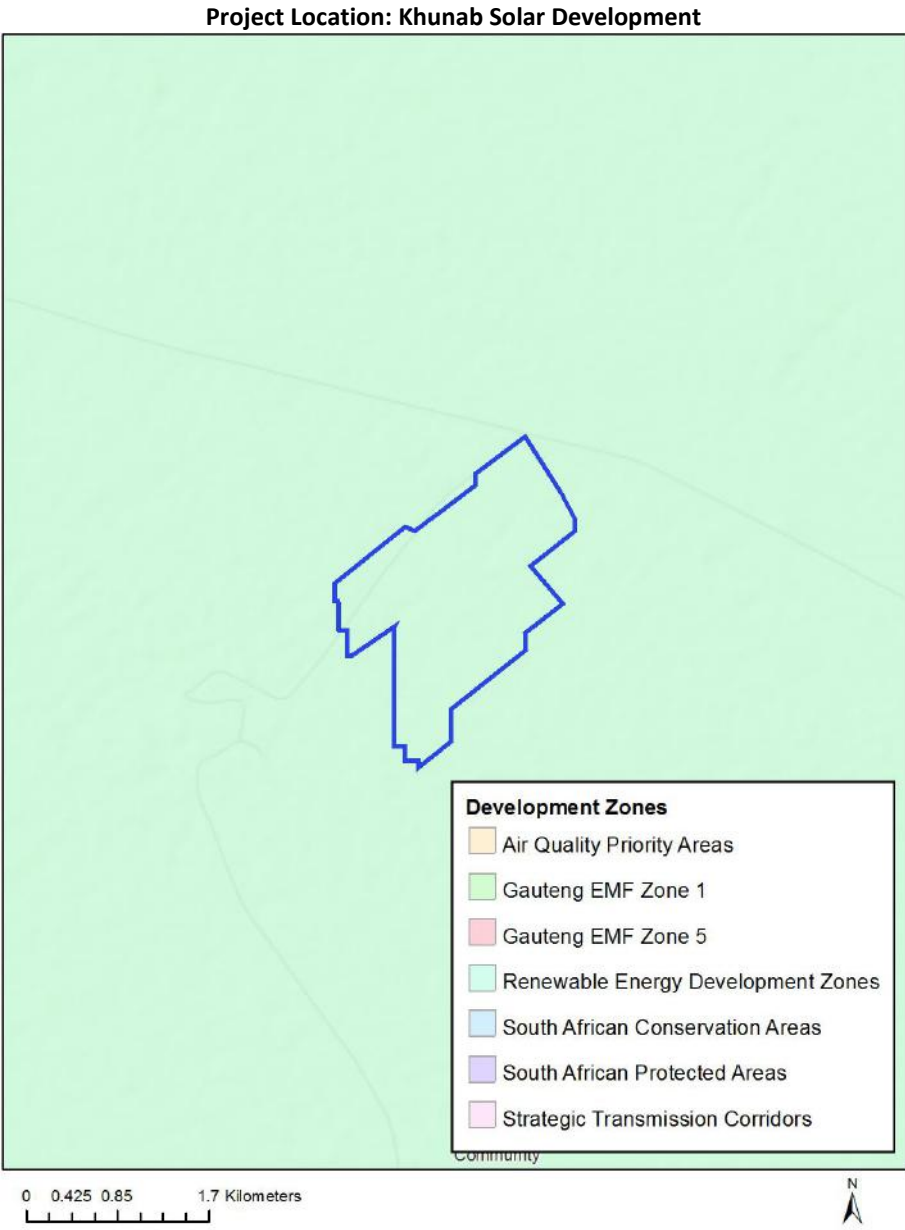 Project Location: Khunab Solar Development
Development Zones
Air Quality Priority Areas
Gauteng EMF Zone 1
Gauteng EMF Zone 5
Renewable Energy Development Zones
South African Conservation Areas
South African Protected Areas
Strategic Transmission Corridors
Community
0 0.425 0.85 1.7 Kilometers
N